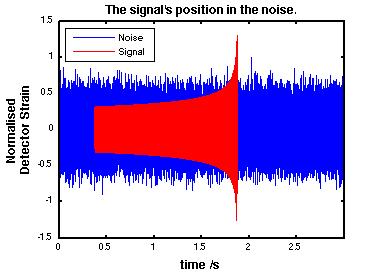 The signal's position in the noise.
Noise
Signal
Normalised
Detector Strain
1.5
1
0.5
0
-0.5
-1
-1.5
0
0.5
1
1.5
2
2.5
time /s